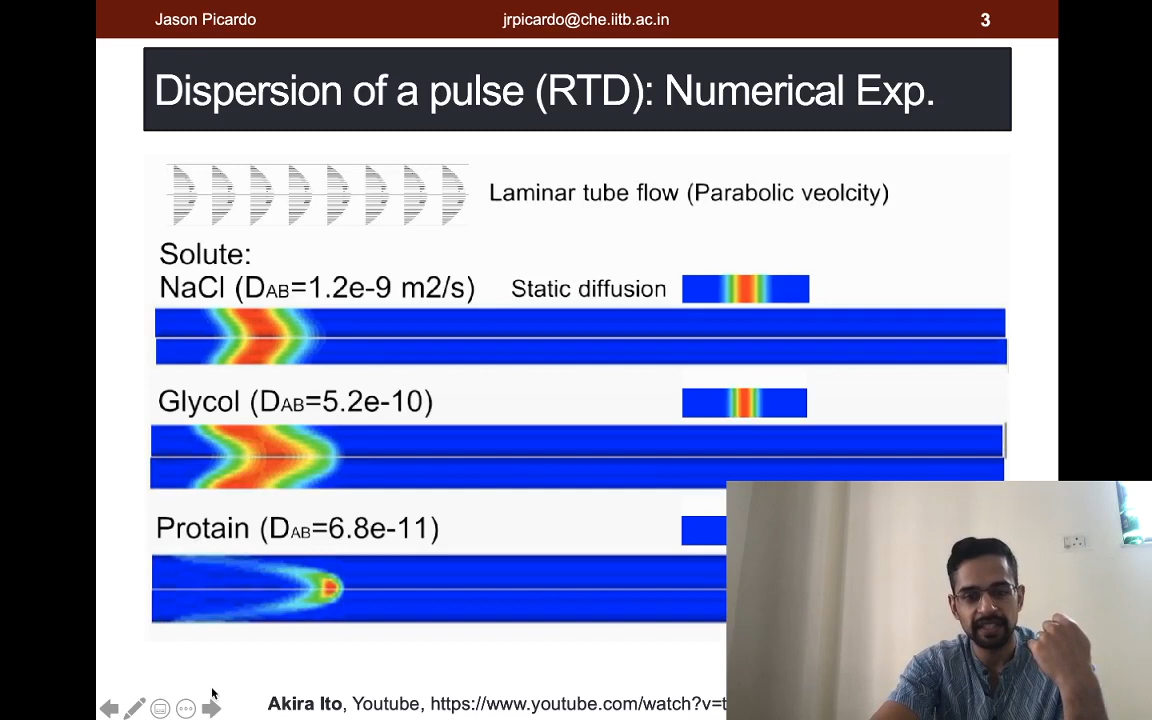 Jason Picardo jrpicardo@che.iitb.ac.in 3
Dispersion of a pulse (RTD): Numerical Exp.
Laminar tube flow (Parabolic veolcity)
Solute:
NaCl (DAB=1.2e-9 m2/s) Static diffusion
Glycol (DAB=5.2e-10)
Protain (DAB=6.8e-11)
Akira Ito, Youtube, https://www.youtube.com/watch?v=t